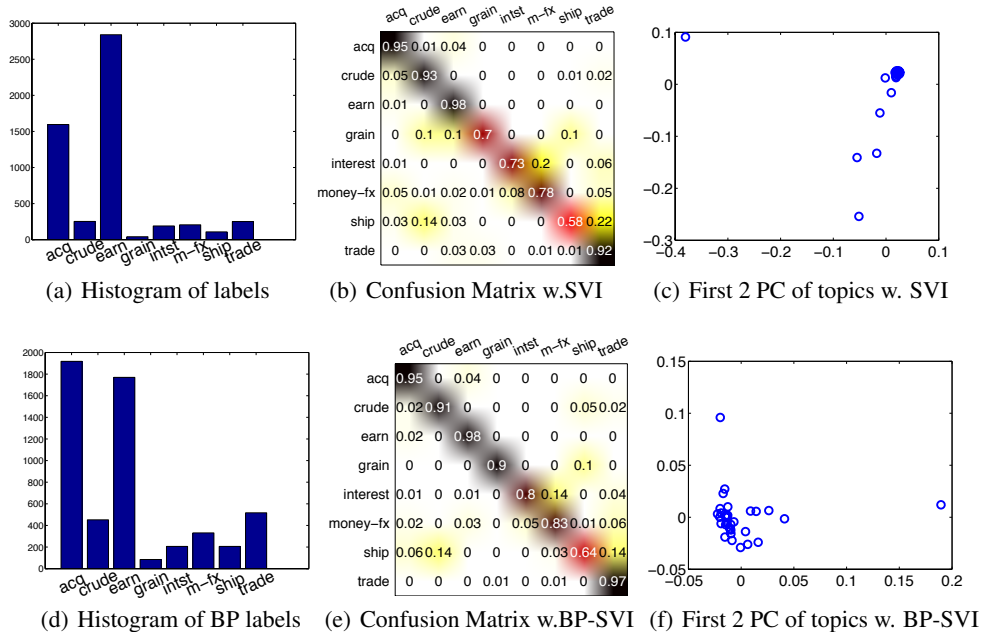 3000
2500
2000
1500
1000
500
0
acq crude earn grain intst m-fx ship trade
(a) Histogram of labels
acq crude earn grain intst m-fx ship trade
acq 0.95 0.01 0.04 0 0 0 0 0
crude 0.05 0.93 0 0 0 0 0.01 0.02
earn 0.01 0 0.98 0 0 0 0 0
grain 0 0.1 0.1 0.7 0 0 0.1 0
interest 0.01 0 0 0 0.73 0.2 0 0.06
money-fx 0.05 0.01 0.02 0.01 0.08 0.78 0 0.05
ship 0.03 0.14 0.03 0 0 0 0.58 0.22
trade 0 0 0.03 0.03 0 0.01 0.01 0.92
(b) Confusion Matrix w.SVI
0.1
0
−0.1
−0.2
−0.3
−0.4 −0.3 −0.2 −0.1 0 0.1
(c) First 2 PC of topics w. SVI
2000
1800
1600
1400
1200
1000
800
600
400
200
0
acq crude earn grain intst m-fx ship trade
(d) Histogram of BP labels
acq crude earn grain intst m-fx ship trade
acq 0.95 0 0.04 0 0 0 0 0
crude 0.02 0.91 0 0 0 0 0.05 0.02
earn 0.02 0 0.98 0 0 0 0 0
grain 0 0 0 0.9 0 0 0.1 0
interest 0.01 0 0.01 0 0.8 0.14 0 0.04
money-fx 0.02 0 0.03 0 0.05 0.83 0.01 0.06
ship 0.06 0.14 0 0 0 0.03 0.64 0.14
trade 0 0 0 0.01 0 0.01 0 0.97
(e) Confusion Matrix w.BP-SVI
0.15
0.1
0.05
0
−0.05
−0.05 0 0.05 0.1 0.15 0.2
(f) First 2 PC of topics w. BP-SVI